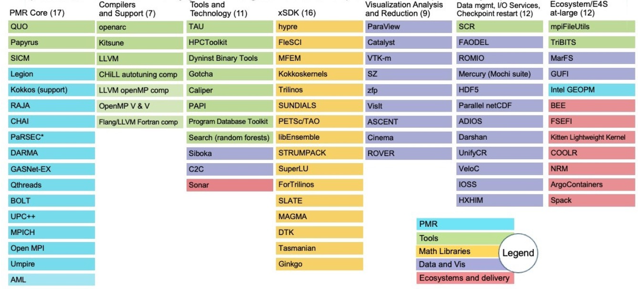 PMR Core (17)
QUO
Papyrus
SICM
Legion
Kokkos (support)
RAJA
CHAI
PaRSEC*
DARMA
GASNet-EX
Qthreads
BOLT
UPC++
MPICH
Open MPI
Umpire
AML
Compilers
and Support (7)
openarc
Kitsune
LLVM
CHiLL autotuning comp
LLVM openMP comp
OpenMP V & V
Flang/LLVM Fortran comp
Tools and
Technology (11)
TAU
HPCToolkit
Dyninst Binary Tools
Gotcha
Caliper
PAPI
Program Database Toolkit
Search (random forests)
Siboka
C2C
Sonar
xSDK (16)
hypre
FleSCI
MFEM
Kokkoskernels
Trilinos
SUNDIALS
PETSc/TAO
libEnsemble
STRUMPACK
SuperLU
ForTrilinos
SLATE
MAGMA
DTK
Tasmanian
Ginkgo
Visualization Analysis
and Reduction (9)
ParaView
Catalyst
VTK-m
SZ
zfp
VisIt
ASCENT
Cinema
ROVER
Data mgmt, I/O Services,
Checkpoint restart (12)
SCR
FAODEL
ROMIO
Mercury (Mochi suite)
HDF5
Parallel netCDF
ADIOS
Darshan
UnifyCR
VeloC
IOSS
HXHIM
Ecosystem/E4S
at-large (12)
mpiFileUtils
TriBITS
MarFS
GUFI
Intel GEOPM
BEE
FSEFI
Kitten Lightweight Kernel
COOLR
NRM
ArgoContainers
Spack
PMR
Tools
Math Libraries
Data and Vis
Ecosystems and delivery
Legend